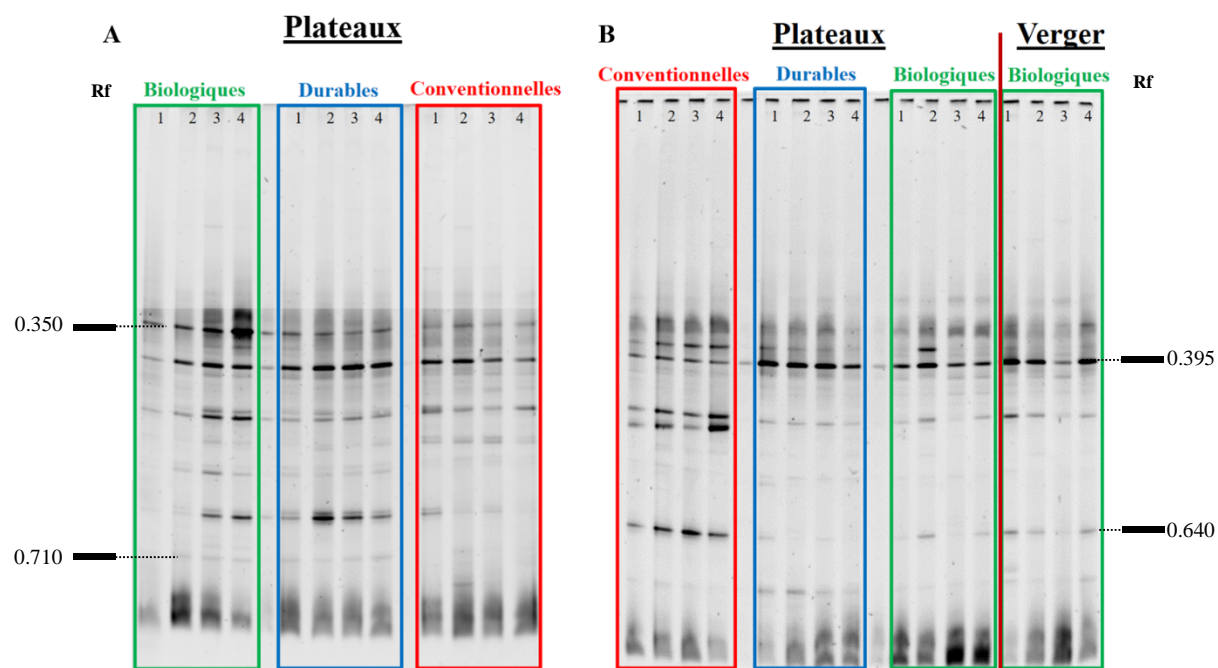 A
Plateaux
Rf
Biologiques
Durables
Conventionnelles
1 2 3 4
1 2 3 4
1 2 3 4
0.350
0.710
B
Plateaux
Verger
Conventionnelles
Durables
Biologiques
Biologiques
Rf
1 2 3 4
1 2 3 4
1 2 3 4
1 2 3 4
0.395
0.640